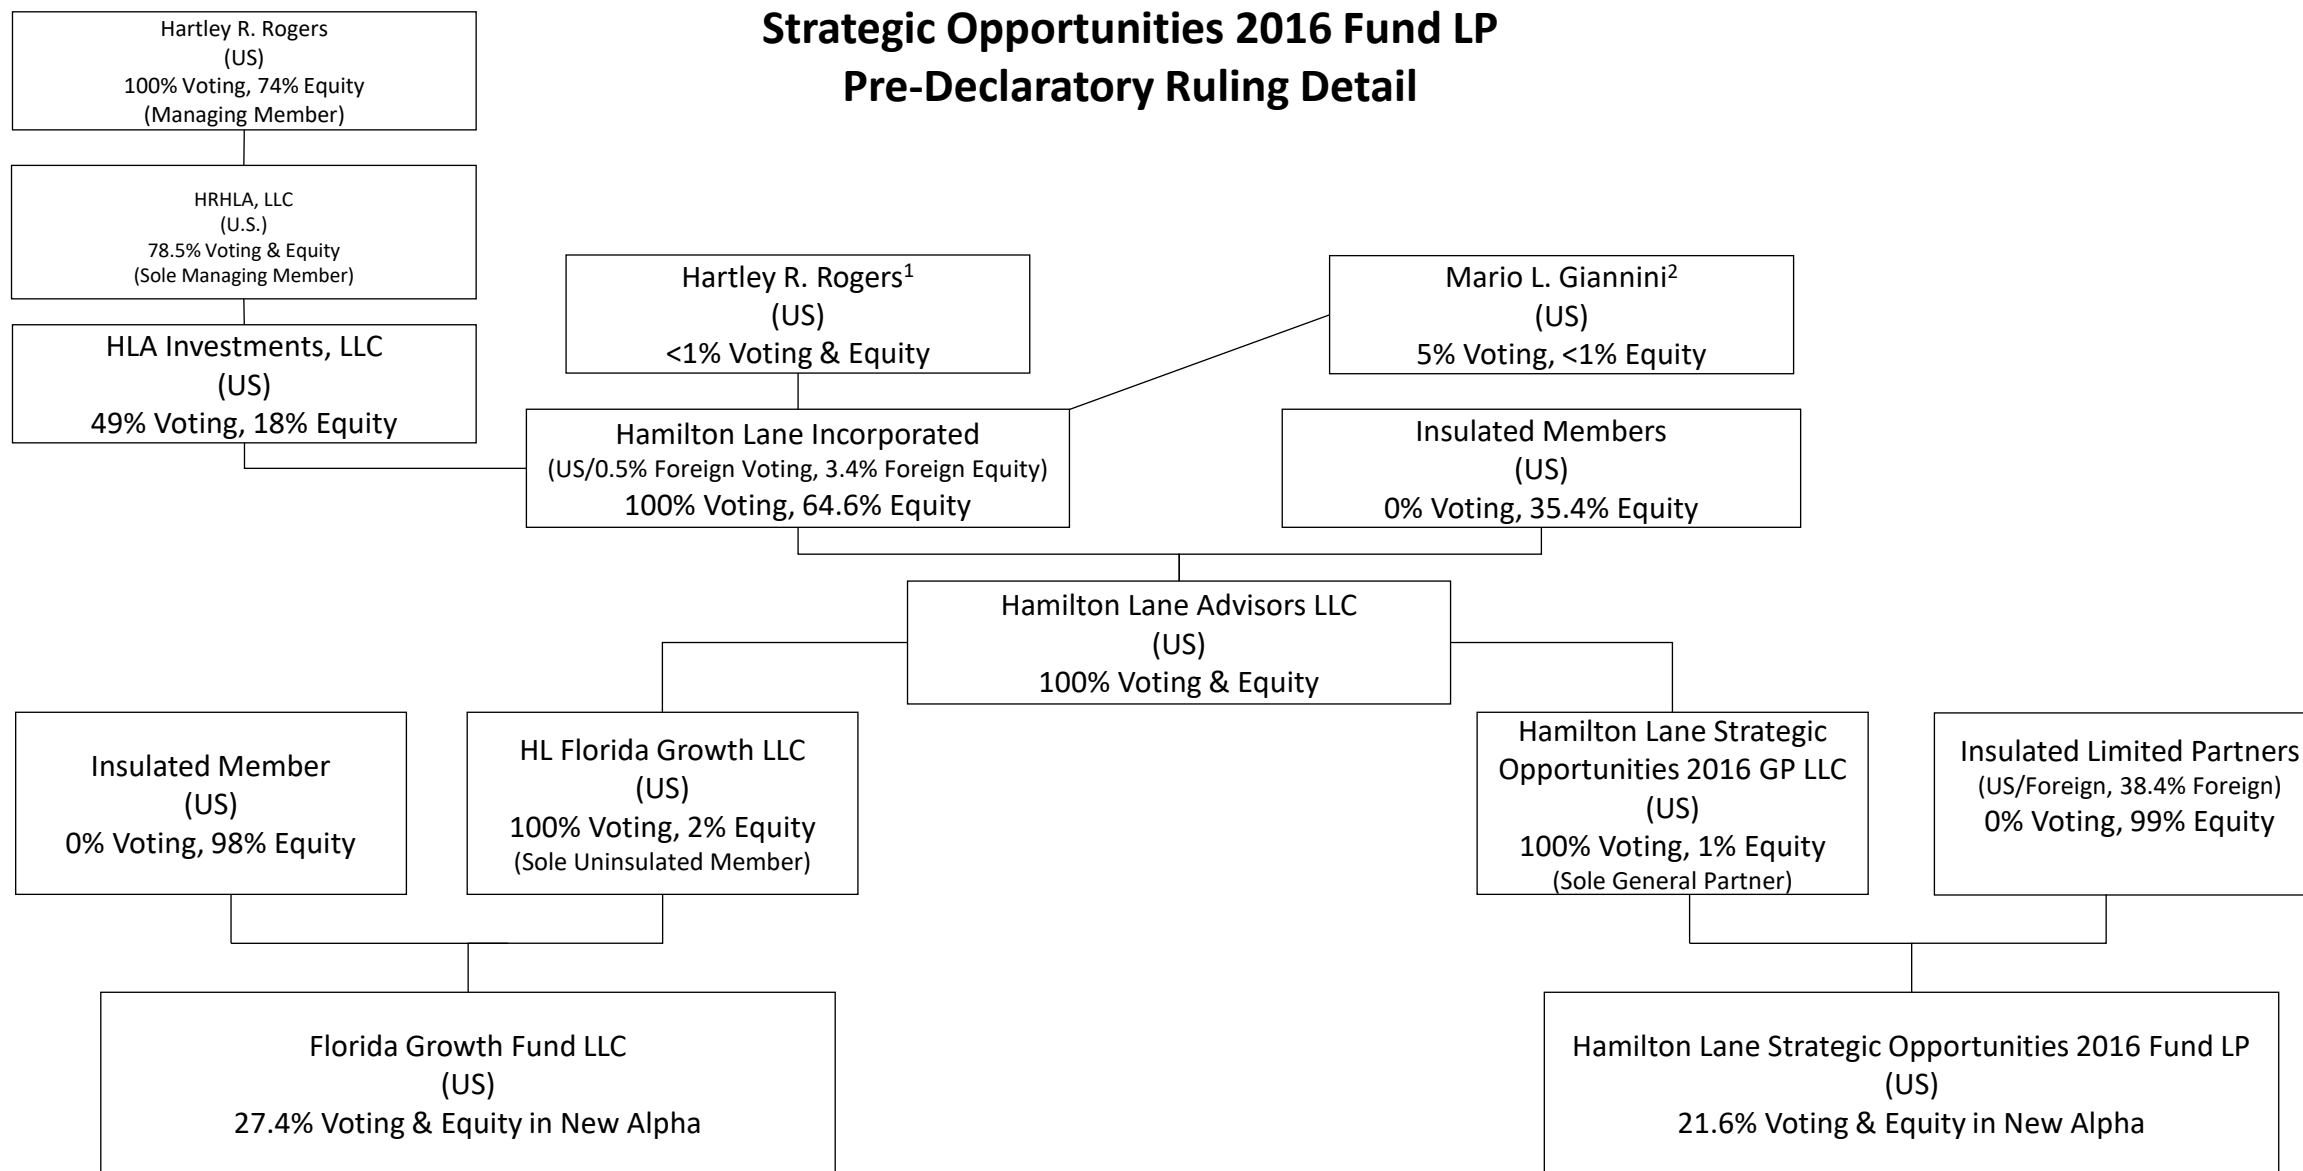 Strategic Opportunities 2016 Fund LP
Pre-Declaratory Ruling Detail
Hartley R. Rogers
(US)
100% Voting, 74% Equity
(Managing Member)
HRHLA, LLC
(U.S.)
78.5% Voting & Equity
(Sole Managing Member)
HLA Investments, LLC
(US)
49% Voting, 18% Equity
Hartley R. Rogers1
(US)
<1% Voting & Equity
Mario L. Giannini2
(US)
5% Voting, <1% Equity
Hamilton Lane Incorporated
(US/0.5% Foreign Voting, 3.4% Foreign Equity)
100% Voting, 64.6% Equity
Insulated Members
(US)
0% Voting, 35.4% Equity
Hamilton Lane Advisors LLC
(US)
100% Voting & Equity
Insulated Member
(US)
0% Voting, 98% Equity
HL Florida Growth LLC
(US)
100% Voting, 2% Equity
(Sole Uninsulated Member)
Hamilton Lane Strategic
Opportunities 2016 GP LLC
(US)
100% Voting, 1% Equity
(Sole General Partner)
Insulated Limited Partners
(US/Foreign, 38.4% Foreign)
0% Voting, 99% Equity
Florida Growth Fund LLC
(US)
27.4% Voting & Equity in New Alpha
Hamilton Lane Strategic Opportunities 2016 Fund LP
(US)
21.6% Voting & Equity in New Alpha